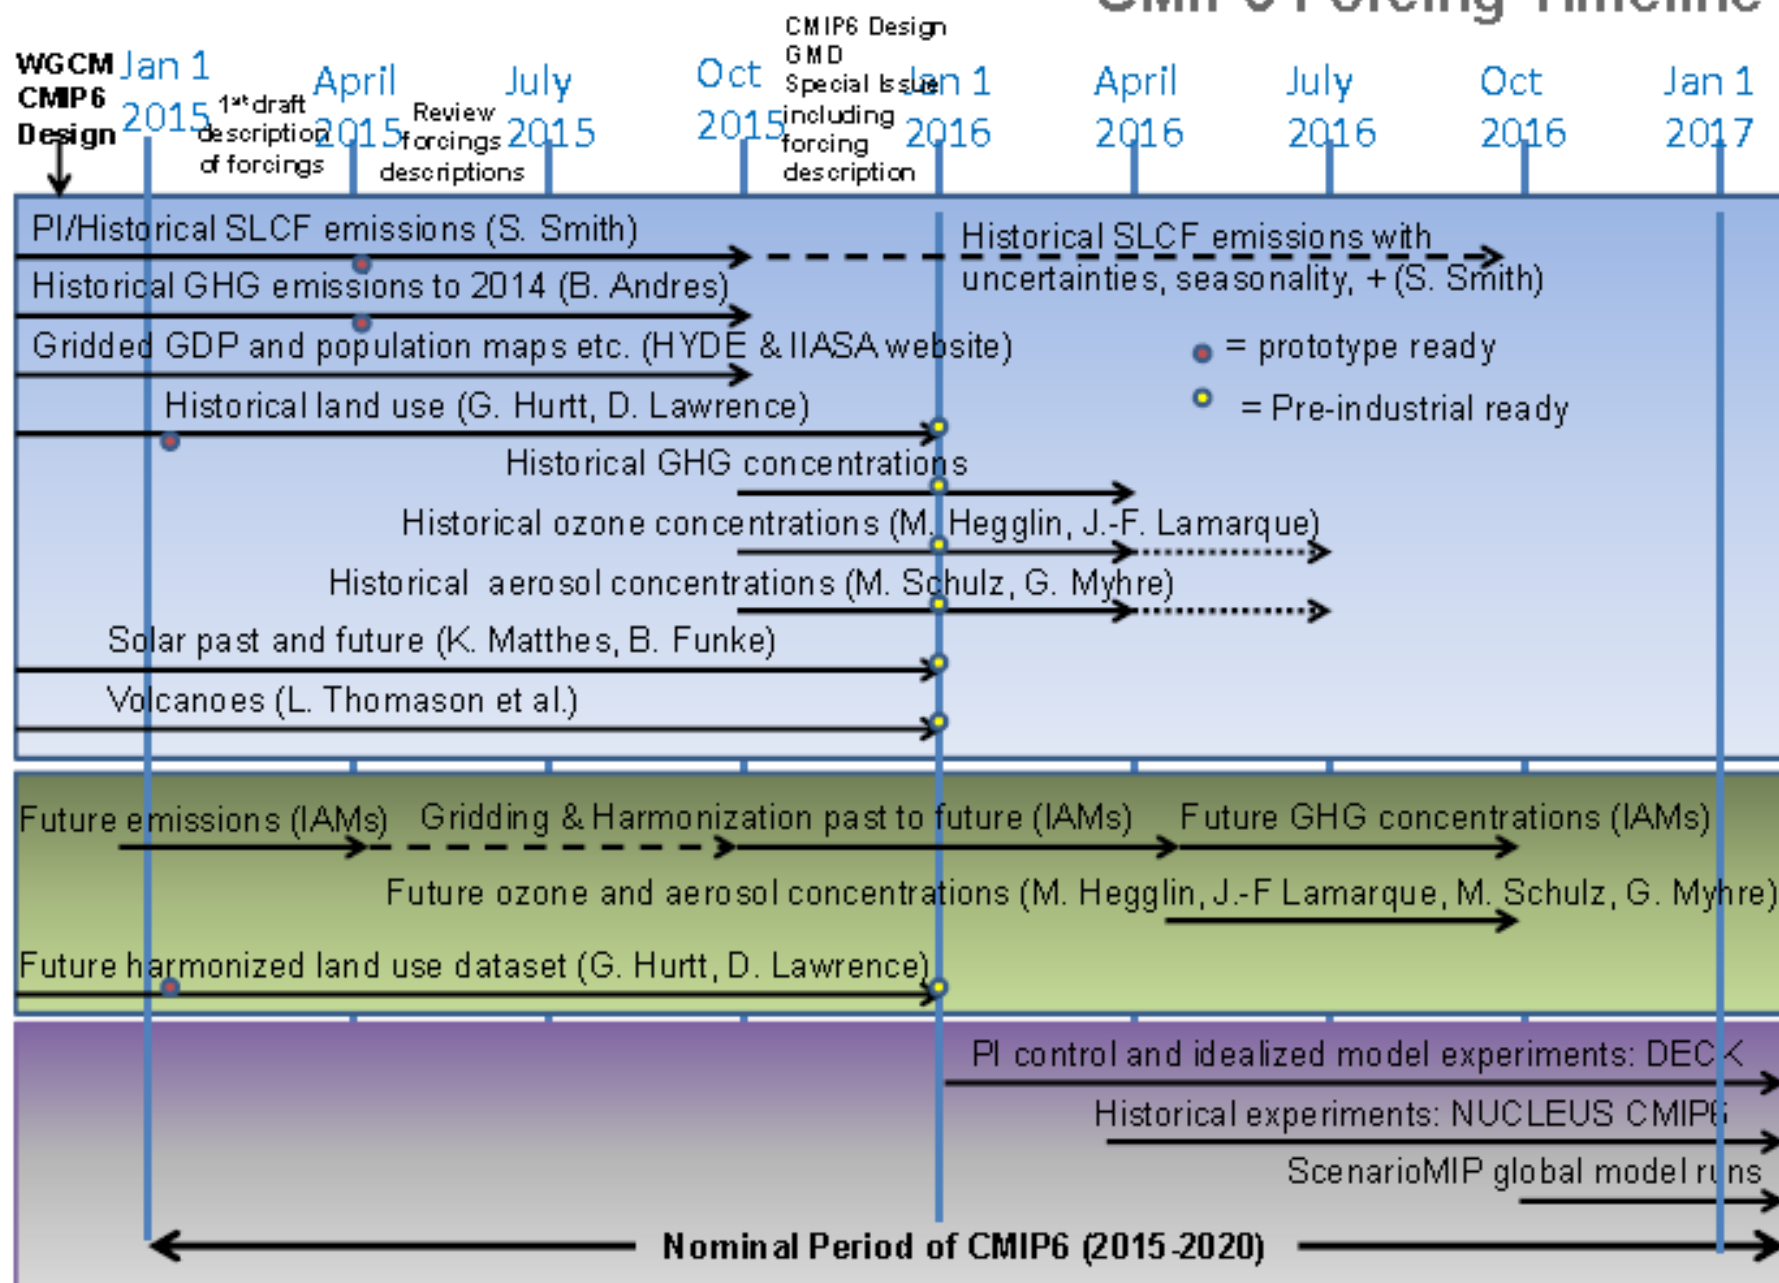 CMIP6 Forcing Timeline
WGCM
CMIP6
Design
Jan 1
2015
1st draft
description
of forcings
April
2015
Review
forcings
descriptions
July
2015
Oct
2015
CMIP6 Design
GMD
Special Issue
including
forcing
description
Jan 1
2016
April
2016
July
2016
Oct
2016
Jan 1
2017
PI/Historical SLCF emissions (S. Smith)
Historical SLCF emissions with
uncertainties, seasonality, + (S. Smith)
Historical GHG emissions to 2014 (B. Andres)
Gridded GDP and population maps etc. (HYDE & IIASA website)
= prototype ready
= Pre-industrial ready
Historical land use (G. Hurtt, D. Lawrence)
Historical GHG concentrations
Historical ozone concentrations (M. Hegglin, J.-F. Lamarque)
Historical aerosol concentrations (M. Schulz, G. Myhre)
Solar past and future (K. Matthes, B. Funke)
Volcanoes (L. Thomason et al.)
Future emissions (IAMs)
Gridding & Harmonization past to future (IAMs)
Future GHG concentrations (IAMs)
Future ozone and aerosol concentrations (M. Hegglin, J.-F Lamarque, M. Schulz, G. Myhre)
Future harmonized land use dataset (G. Hurtt, D. Lawrence)
PI control and idealized model experiments: DECK
Historical experiments: NUCLEUS CMIP6
ScenarioMIP global model runs
Nominal Period of CMIP6 (2015-2020)